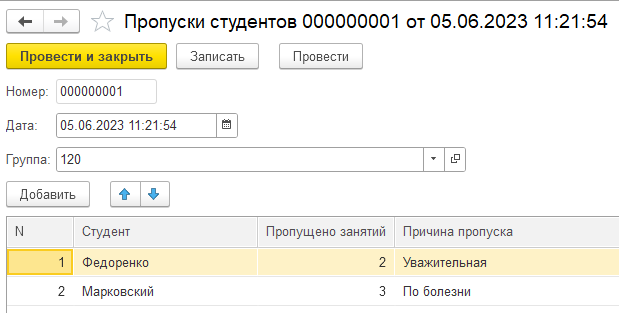 Пропуски студентов 000000001 от 05.06.2023 11:21:54
Провести и закрыть Записать Провести
Номер: 000000001
Дата: 05.06.2023 11:21:54
Группа: 120
Добавить
N Студент Пропущено занятий Причина пропуска
1 Федоренко 2 Уважительная
2 Марковский 3 По болезни